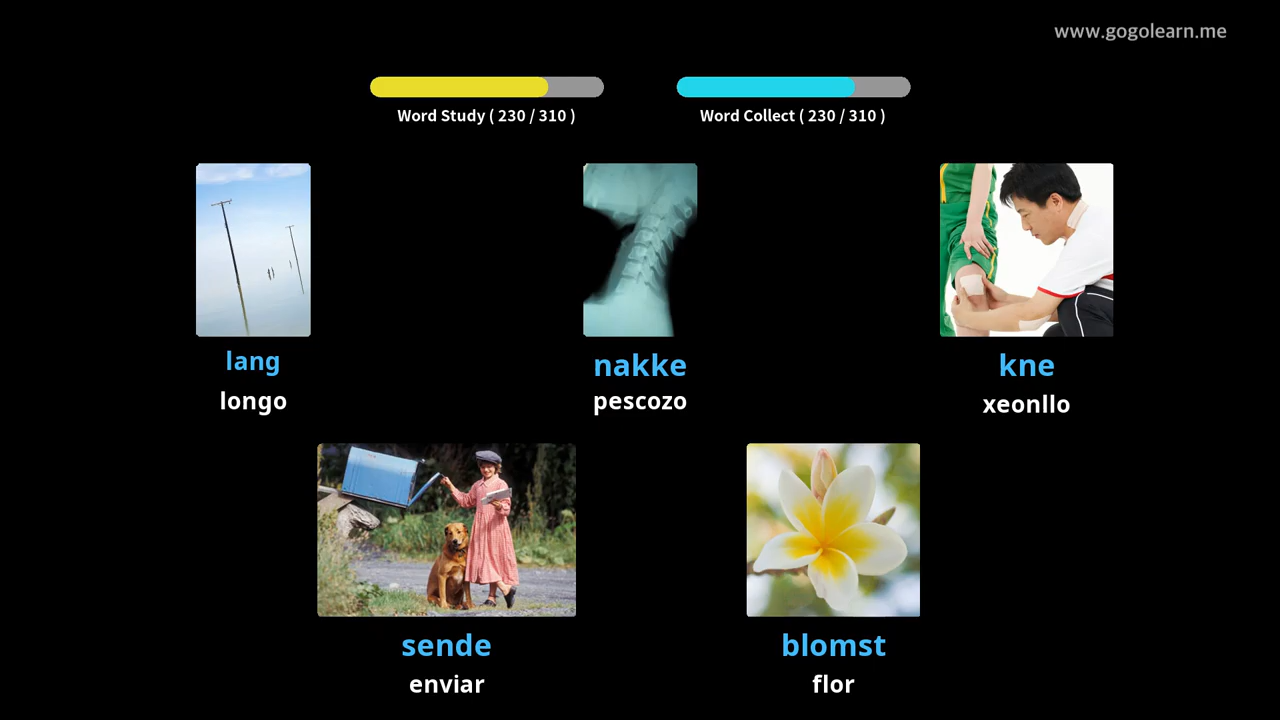 www.gogolearn.me
Word Study ( 230 / 310 )
Word Collect ( 230 / 310 )
lang
longo
nakke
pescozo
kne
xeonllo
sende
enviar
blomst
flor